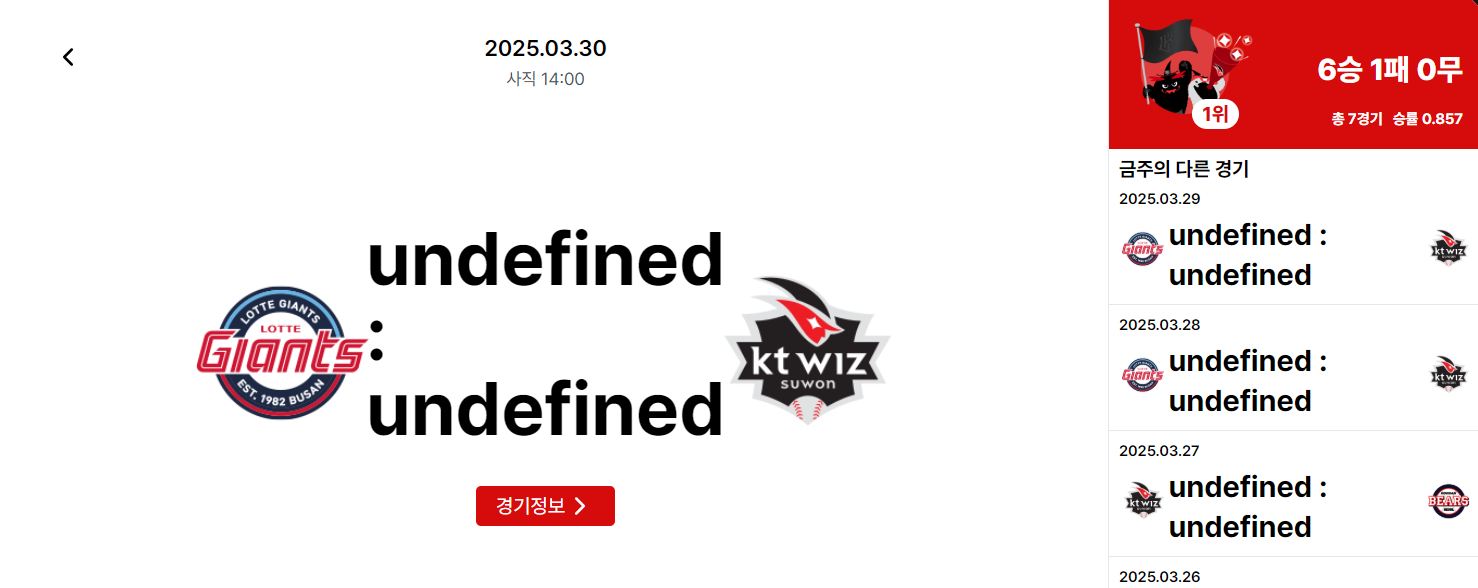 2025.03.30
사직 14:00
LOTTE GIANTS
LOTTE
Giants
EST. 1982 BUSAN
undefined
:
undefined
kt wiz
suwon
경기정보
1위
6승 1패 0무
총 7경기 승률 0.857
금주의 다른 경기
2025.03.29
Giants
undefined :
undefined
kt wiz
suwon
2025.03.28
Giants
undefined :
undefined
kt wiz
suwon
2025.03.27
kt wiz
suwon
undefined :
undefined
BEARS
2025.03.26